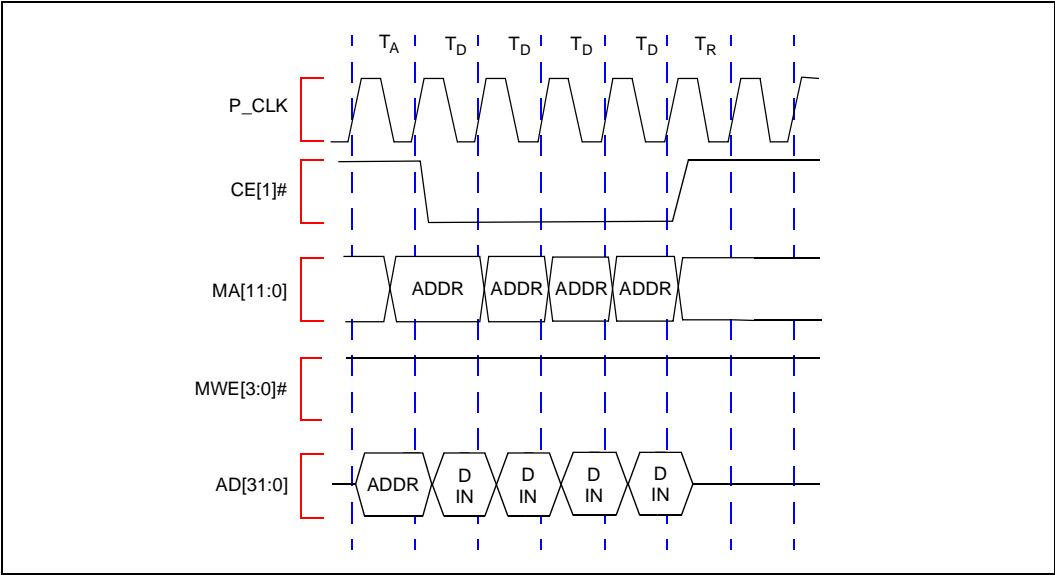 TA TD TD TD TD TR
P_CLK
CE[1]#
MA[11:0] ADDR ADDR ADDR ADDR
MWE[3:0]#
AD[31:0] ADDR D IN D IN D IN D IN